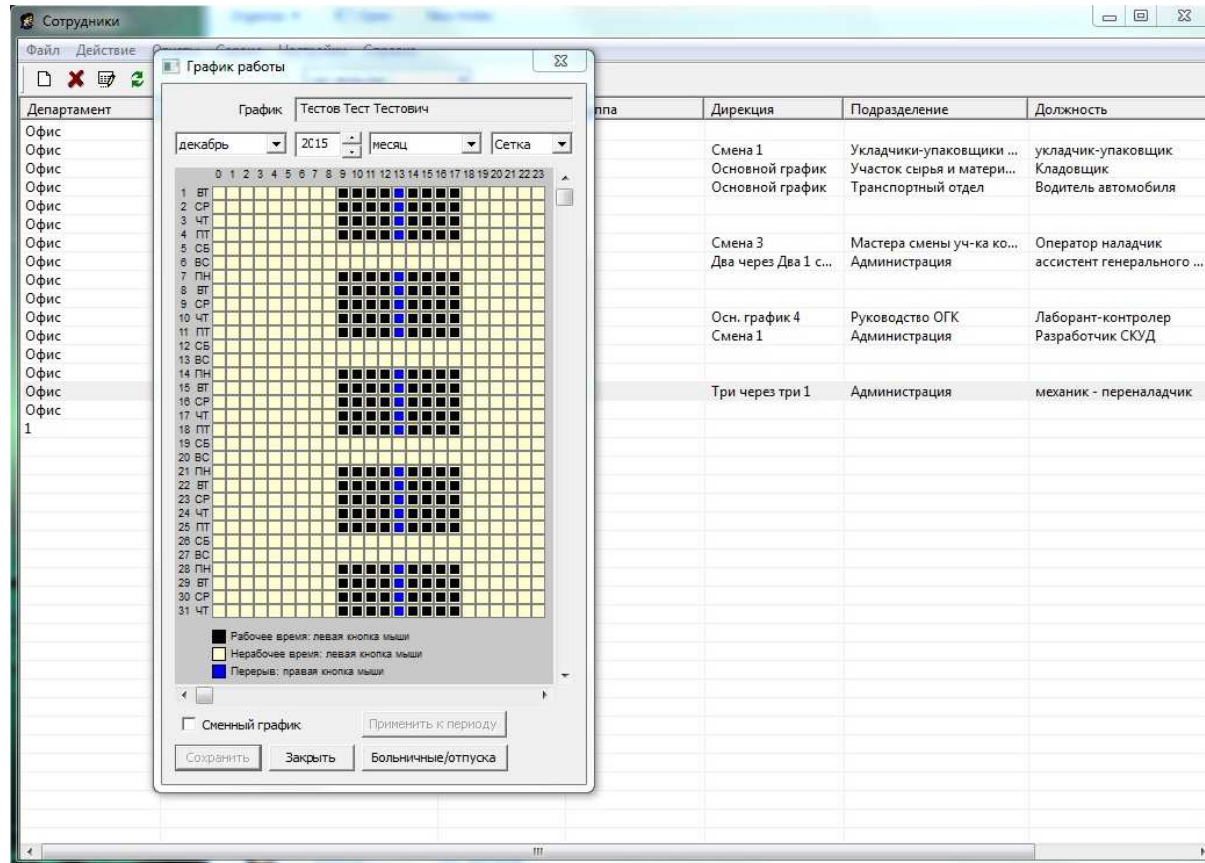 Сотрудники
Файл Действие
График работы
График Тестов Тест Тестович
декабрь 2015 месяц Сетка
0 1 2 3 4 5 6 7 8 9 10 11 12 13 14 15 16 17 18 19 20 21 22 23
1 ВТ
2 СР
3 ЧТ
4 ПТ
5 СБ
6 ВС
7 ПН
8 ВТ
9 СР
10 ЧТ
11 ПТ
12 СБ
13 ВС
14 ПН
15 ВТ
16 СР
17 ЧТ
18 ПТ
19 СБ
20 ВС
21 ПН
22 ВТ
23 СР
24 ЧТ
25 ПТ
26 СБ
27 ВС
28 ПН
29 ВТ
30 СР
31 ЧТ
Рабочее время: левая кнопка мыши
Нерабочее время: левая кнопка мыши
Перерыв: правая кнопка мыши
Сменный график Применить к периоду
Сохранить Закрыть Больничные/отпуска
Департамент ппа Дирекция Подразделение Должность
Офис
Офис Смена 1 Укладчики-упаковщики ... укладчик-упаковщик
Офис Основной график Участок сырья и матери... Кладовщик
Офис Основной график Транспортный отдел Водитель автомобиля
Офис
Офис
Офис Смена 3 Мастера смены уч-ка ко... Оператор наладчик
Офис Два через Два 1 с... Администрация ассистент генерального ...
Офис
Офис
Офис Осн. график 4 Руководство ОГК Лаборант-контролер
Офис Смена 1 Администрация Разработчик СКУД
Офис
Офис
Офис Три через три 1 Администрация механик - переналадчик
Офис
1